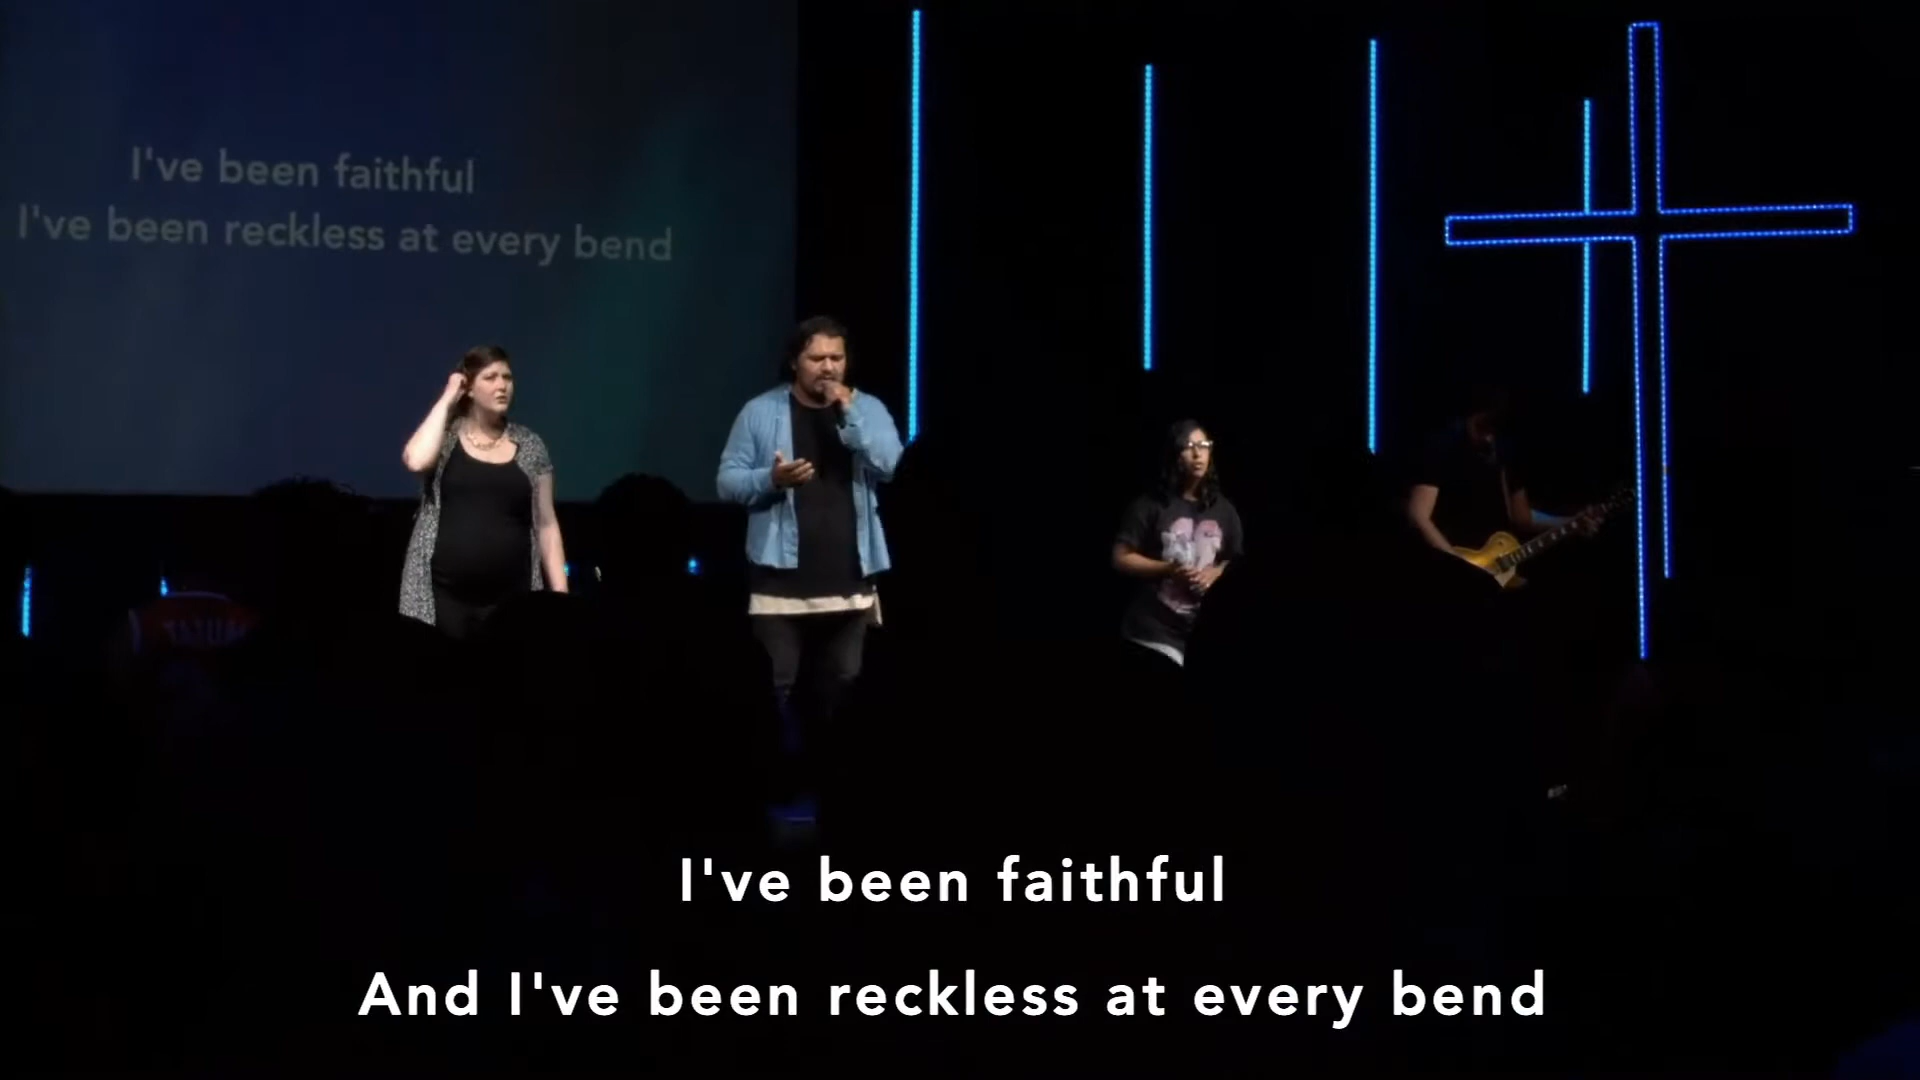 I've been faithful
I've been reckless at every bend
I've been faithful
And I've been reckless at every bend